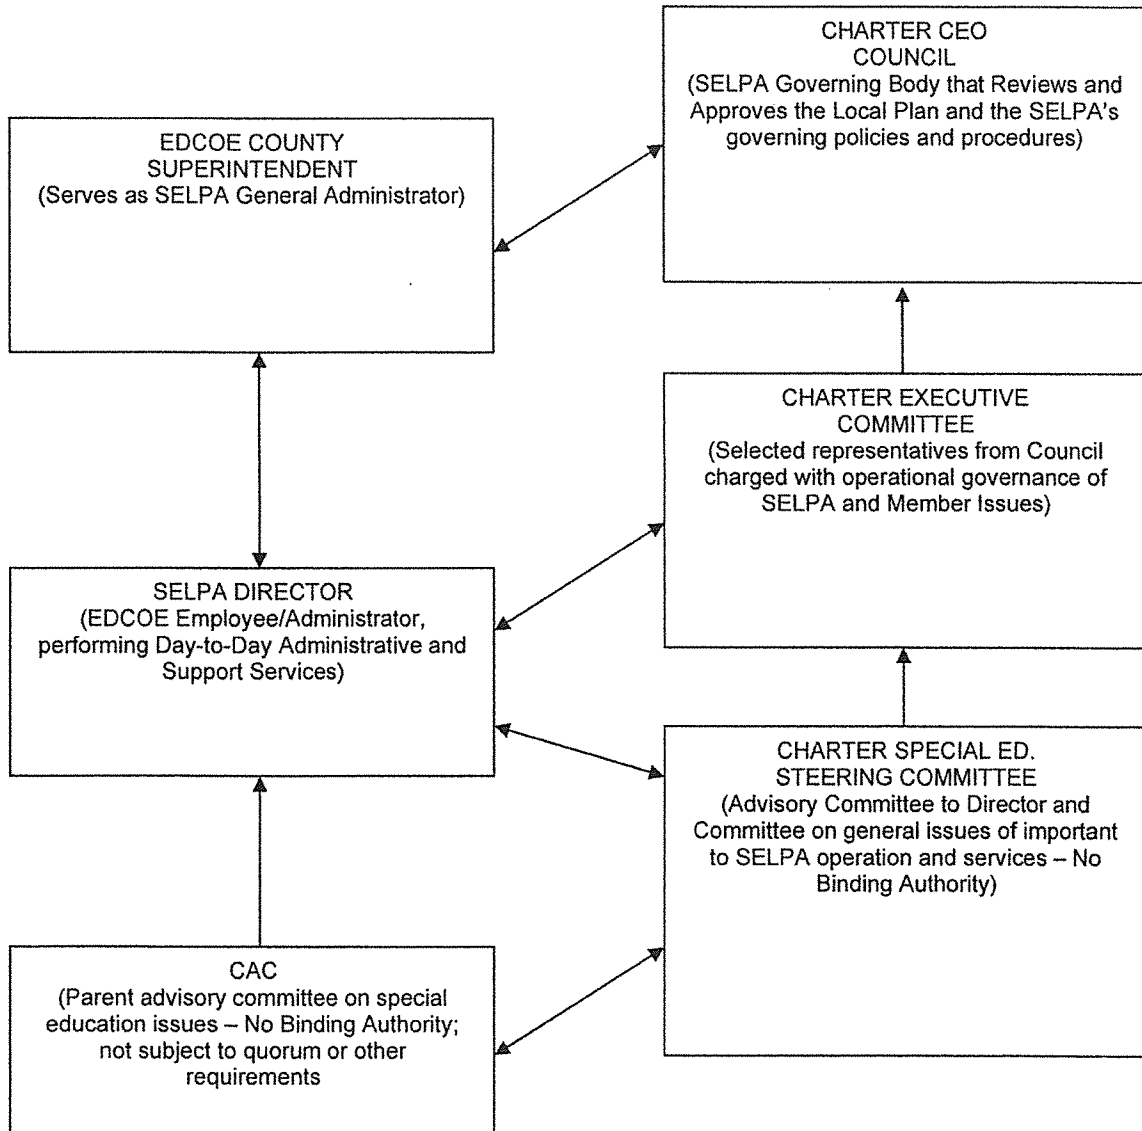 CHARTER CEO
COUNCIL
(SELPA Governing Body that Reviews and
Approves the Local Plan and the SELPA's
governing policies and procedures)
EDCOE COUNTY
SUPERINTENDENT
(Serves as SELPA General Administrator)
CHARTER EXECUTIVE
COMMITTEE
(Selected representatives from Council
charged with operational governance of
SELPA and Member Issues)
SELPA DIRECTOR
(EDCOE Employee/Administrator,
performing Day-to-Day Administrative and
Support Services)
CHARTER SPECIAL ED.
STEERING COMMITTEE
(Advisory Committee to Director and
Committee on general issues of important
to SELPA operation and services – No
Binding Authority)
CAC
(Parent advisory committee on special
education issues – No Binding Authority;
not subject to quorum or other
requirements